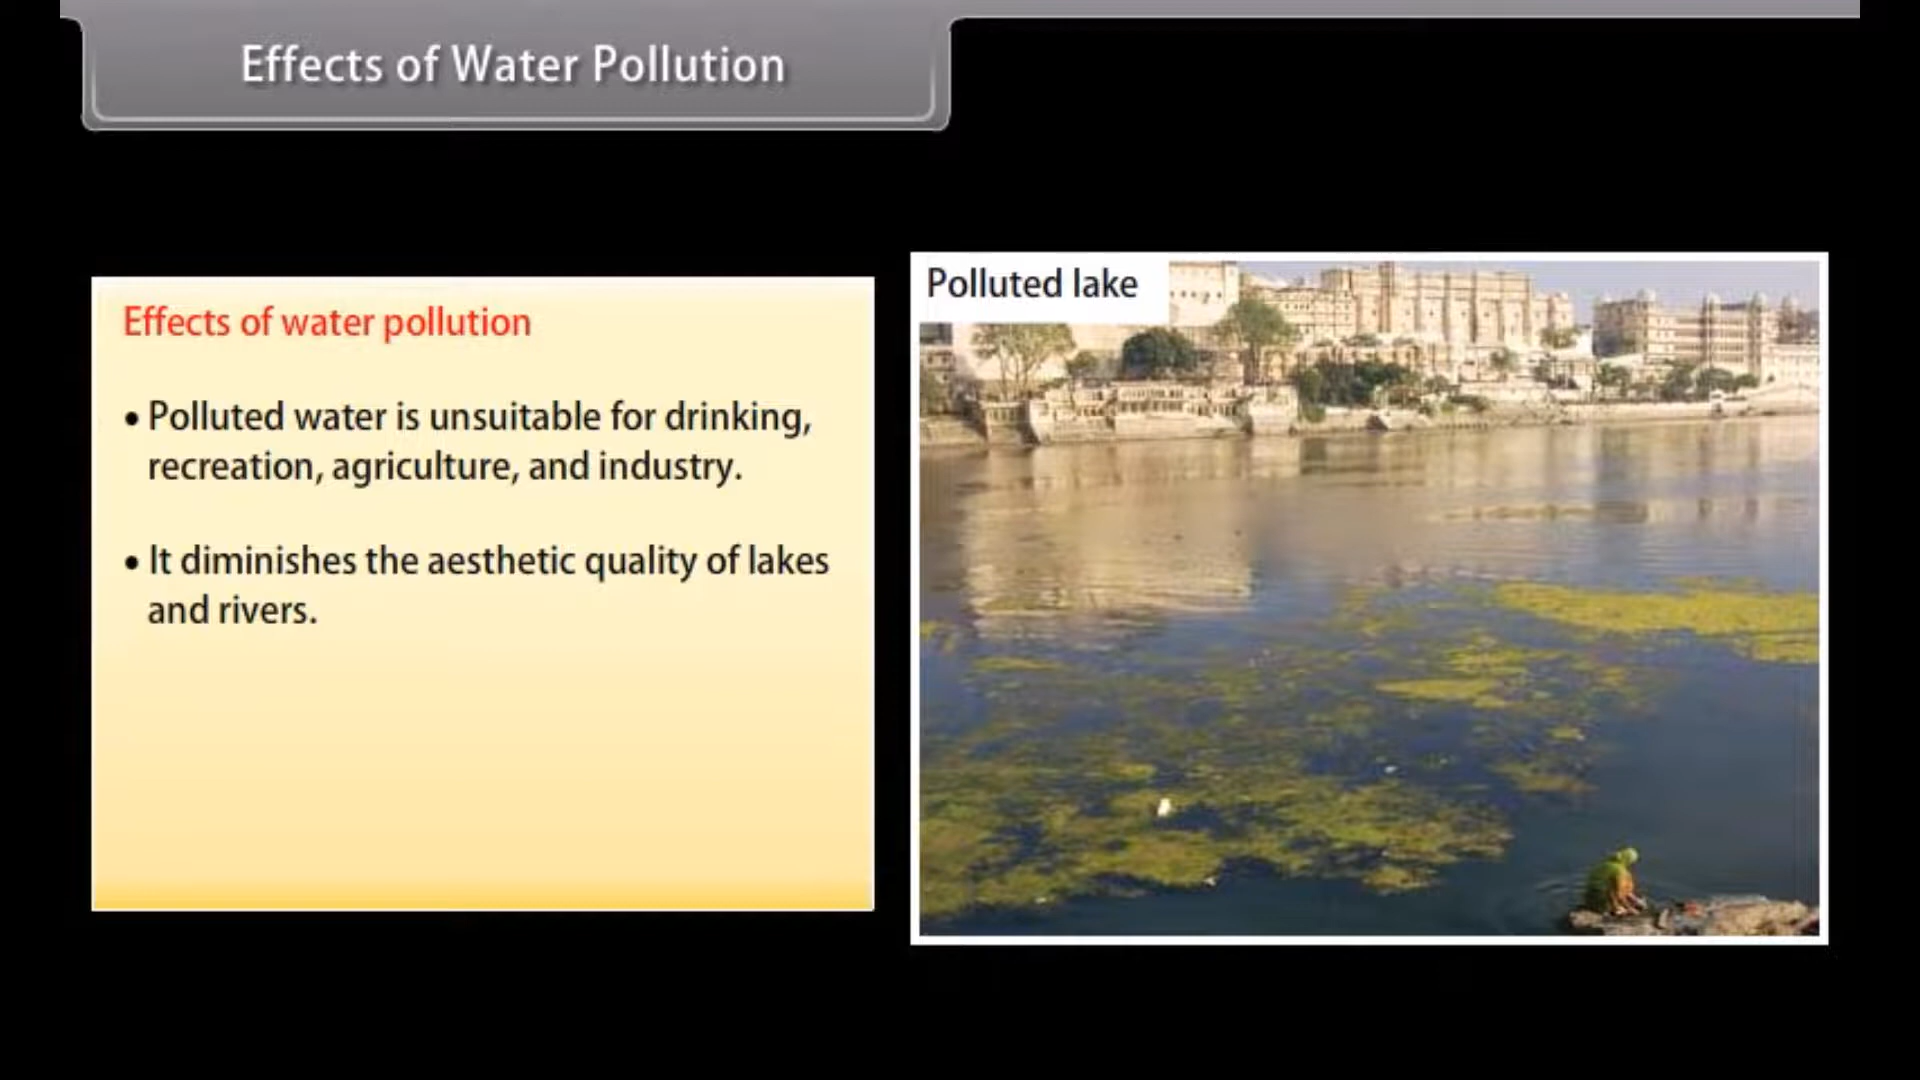 Effects of Water Pollution
Effects of water pollution
• Polluted water is unsuitable for drinking,
recreation, agriculture, and industry.
• It diminishes the aesthetic quality of lakes
and rivers.
Polluted lake